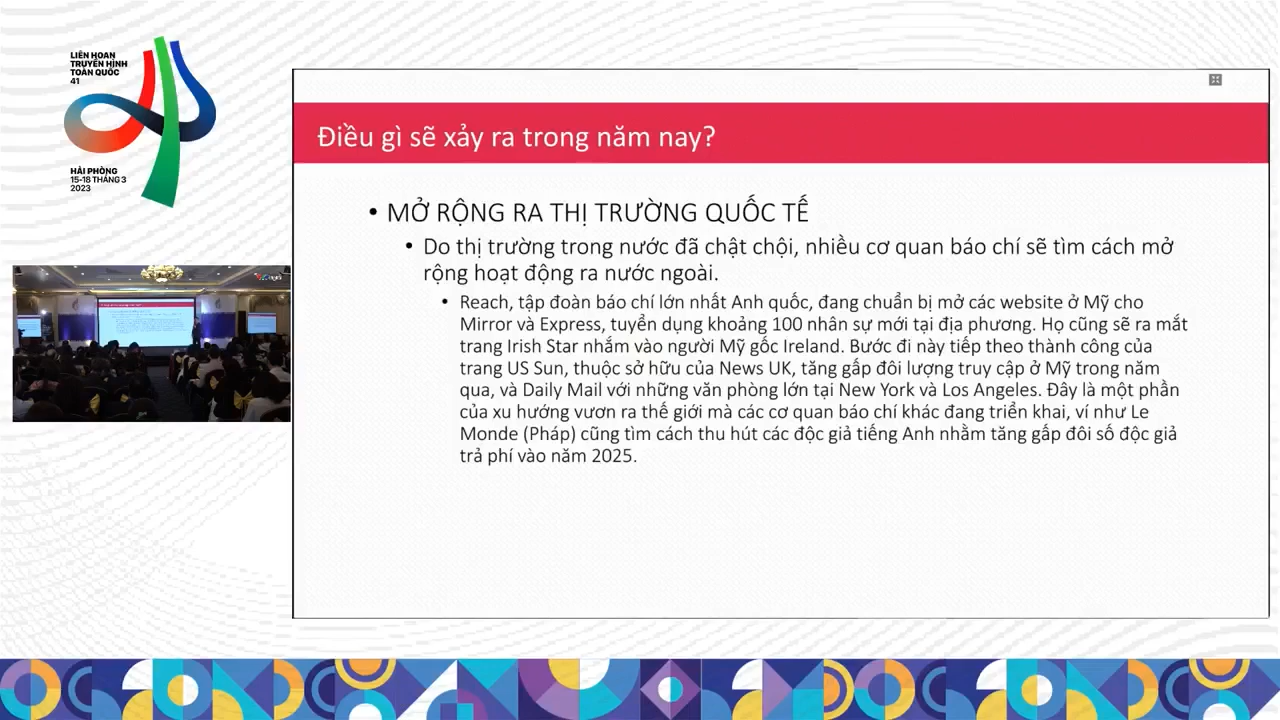 LIÊN HOAN
TRUYỀN HÌNH
TOÀN QUỐC
41
HẢI PHÒNG
15-18 THÁNG 3
2023
Điều gì sẽ xảy ra trong năm nay?
• MỞ RỘNG RA THỊ TRƯỜNG QUỐC TẾ
• Do thị trường trong nước đã chật chội, nhiều cơ quan báo chí sẽ tìm cách mở
rộng hoạt động ra nước ngoài.
• Reach, tập đoàn báo chí lớn nhất Anh quốc, đang chuẩn bị mở các website ở Mỹ cho
Mirror và Express, tuyển dụng khoảng 100 nhân sự mới tại địa phương. Họ cũng sẽ ra mắt
trang Irish Star nhắm vào người Mỹ gốc Ireland. Bước đi này tiếp theo thành công của
trang US Sun, thuộc sở hữu của News UK, tăng gấp đôi lượng truy cập ở Mỹ trong năm
qua, và Daily Mail với những văn phòng lớn tại New York và Los Angeles. Đây là một phần
của xu hướng vươn ra thế giới mà các cơ quan báo chí khác đang triển khai, ví như Le
Monde (Pháp) cũng tìm cách thu hút các độc giả tiếng Anh nhằm tăng gấp đôi số độc giả
trả phí vào năm 2025.